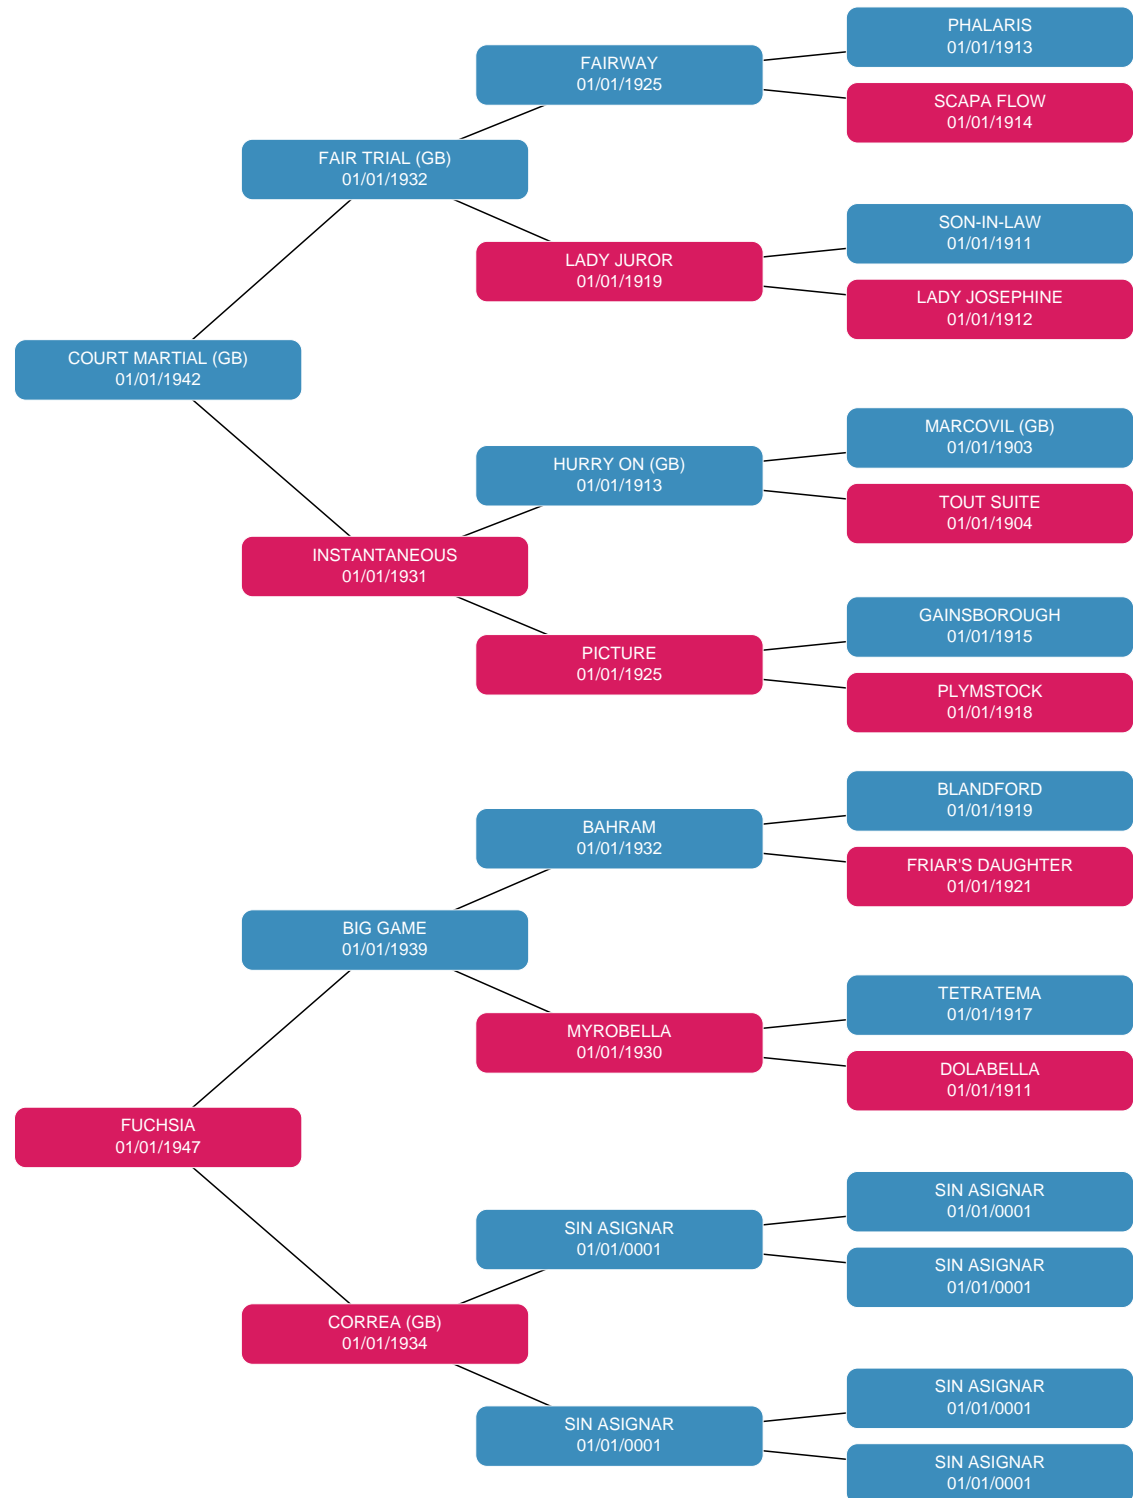 PHALARIS
01/01/1913
FAIRWAY
01/01/1925
SCAPA FLOW
01/01/1914
FAIR TRIAL (GB)
01/01/1932
SON-IN-LAW
01/01/1911
LADY JUROR
01/01/1919
LADY JOSEPHINE
01/01/1912
COURT MARTIAL (GB)
01/01/1942
MARCOVIL (GB)
01/01/1903
HURRY ON (GB)
01/01/1913
TOUT SUITE
01/01/1904
INSTANTANEOUS
01/01/1931
GAINSBOROUGH
01/01/1915
PICTURE
01/01/1925
PLYMSTOCK
01/01/1918
BLANDFORD
01/01/1919
BAHRAM
01/01/1932
FRIAR'S DAUGHTER
01/01/1921
BIG GAME
01/01/1939
TETRATEMA
01/01/1917
MYROBELLA
01/01/1930
DOLABELLA
01/01/1911
FUCHSIA
01/01/1947
SIN ASIGNAR
01/01/0001
SIN ASIGNAR
01/01/0001
SIN ASIGNAR
01/01/0001
CORREA (GB)
01/01/1934
SIN ASIGNAR
01/01/0001
SIN ASIGNAR
01/01/0001
SIN ASIGNAR
01/01/0001